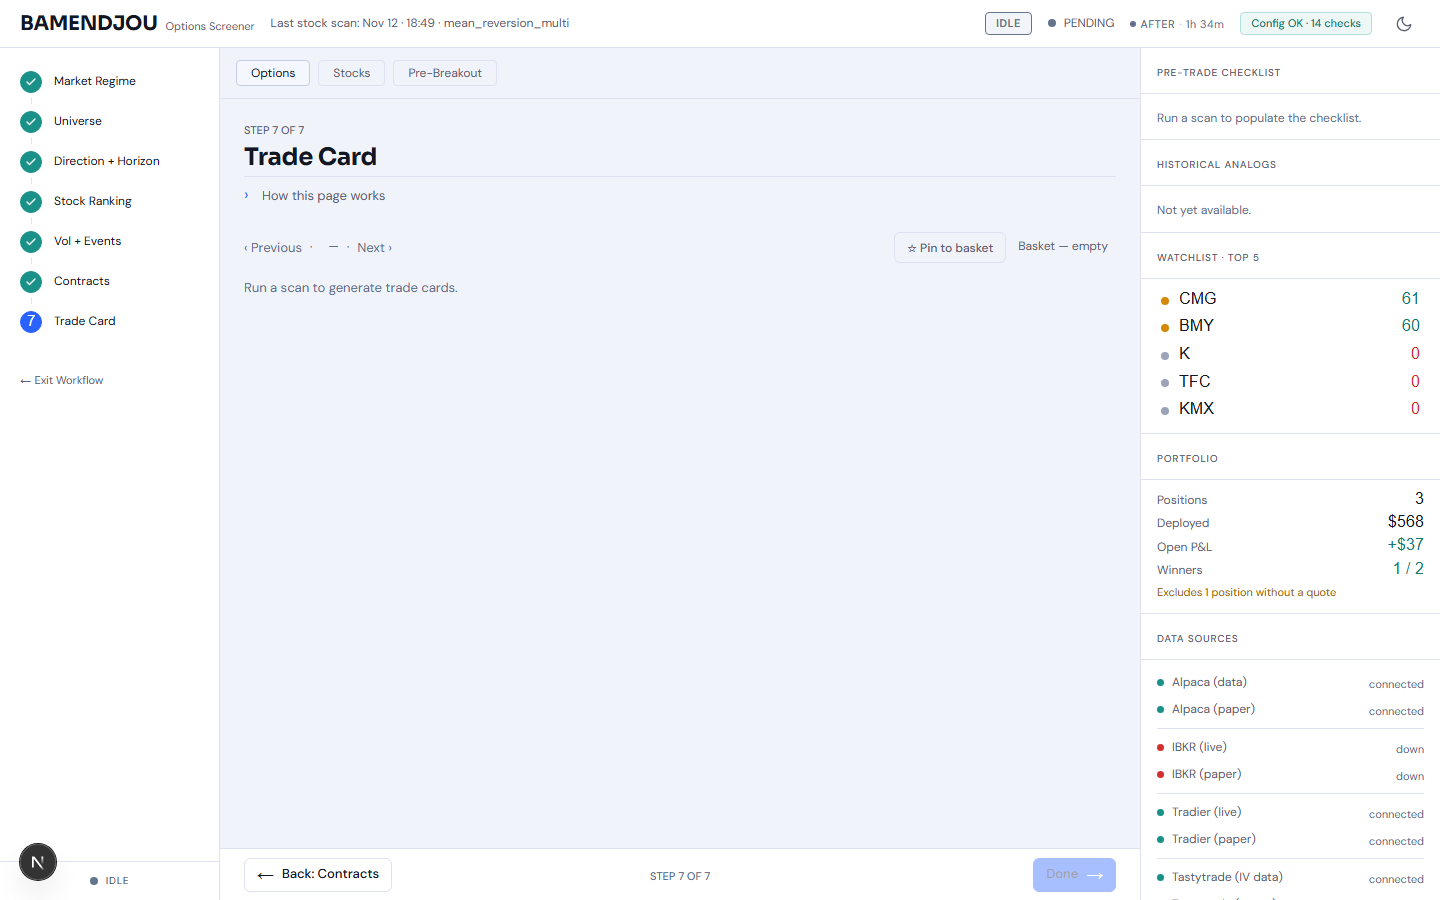 BAMENDJOU Options Screener Last stock scan: Nov 12 · 18:49 · mean_reversion_multi IDLE PENDING AFTER · 1h 34m Config OK · 14 checks
Market Regime
Universe
Direction + Horizon
Stock Ranking
Vol + Events
Contracts
7 Trade Card
← Exit Workflow
N
IDLE
Options Stocks Pre-Breakout
STEP 7 OF 7
Trade Card
› How this page works
‹ Previous · — · Next ›
☆ Pin to basket Basket — empty
Run a scan to generate trade cards.
← Back: Contracts STEP 7 OF 7 Done →
PRE-TRADE CHECKLIST
Run a scan to populate the checklist.
HISTORICAL ANALOGS
Not yet available.
WATCHLIST · TOP 5
CMG 61
BMY 60
K 0
TFC 0
KMX 0
PORTFOLIO
Positions 3
Deployed $568
Open P&L +$37
Winners 1 / 2
Excludes 1 position without a quote
DATA SOURCES
Alpaca (data) connected
Alpaca (paper) connected
IBKR (live) down
IBKR (paper) down
Tradier (live) connected
Tradier (paper) connected
Tastytrade (IV data) connected